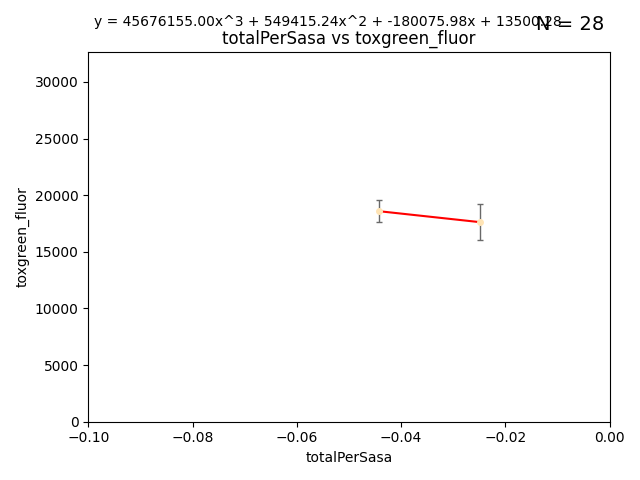 y = 45676155.00x^3 + 549415.24x^2 + -180075.98x + 13500.28
N = 28
totalPerSasa vs toxgreen_fluor
30000
25000
20000
15000
10000
5000
0
toxgreen_fluor
−0.10 −0.08 −0.06 −0.04 −0.02 0.00
totalPerSasa